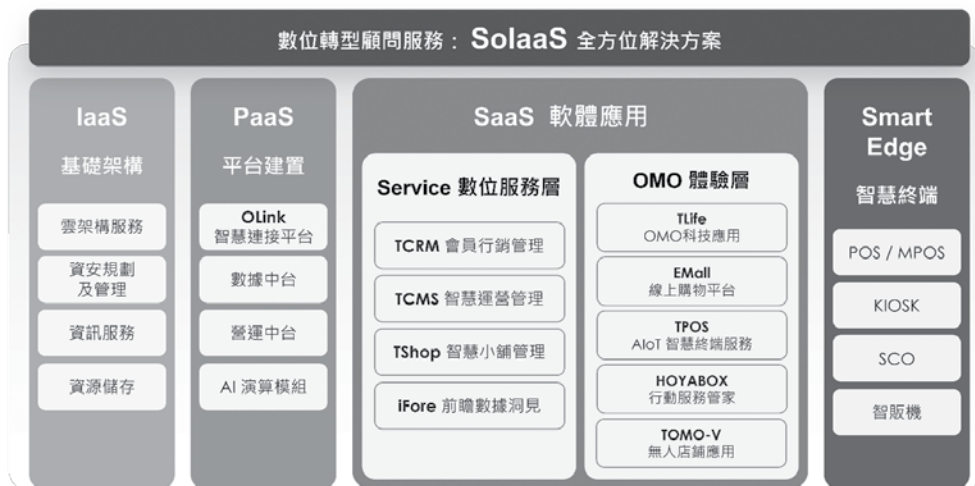 數位轉型顧問服務： SolaaS 全方位解決方案
IaaS
基礎架構
雲架構服務
資安規劃
及管理
資訊服務
資源儲存
PaaS
平台建置
OLink
智慧連接平台
數據中台
營運中台
AI 演算模組
SaaS 軟體應用
Service 數位服務層
TCRM 會員行銷管理
TCMS 智慧運營管理
TShop 智慧小舖管理
iFore 前瞻數據洞見
OMO 體驗層
TLife
OMO科技應用
EMall
線上購物平台
TPOS
AIoT 智慧終端服務
HOYABOX
行動服務管家
TOMO-V
無人店舖應用
Smart
Edge
智慧終端
POS / MPOS
KIOSK
SCO
智販機